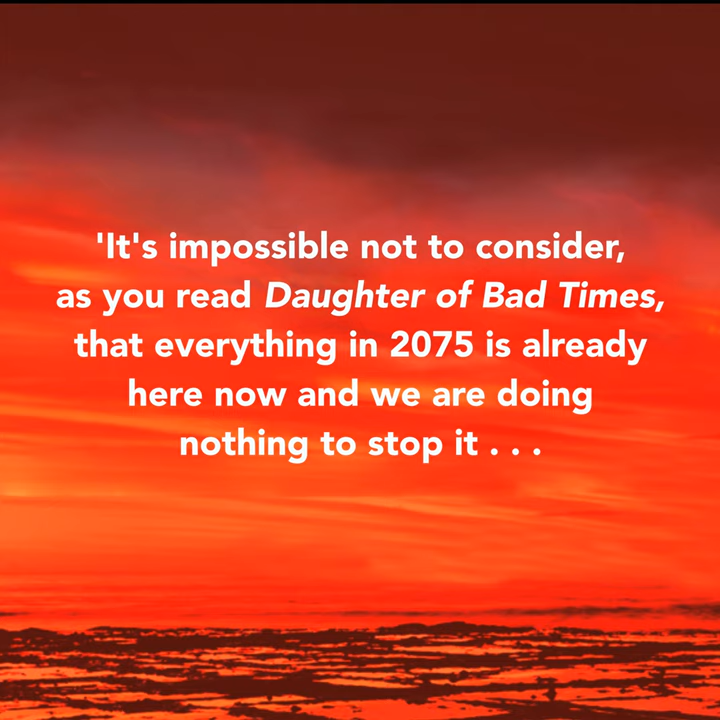 'It's impossible not to consider,
as you read Daughter of Bad Times,
that everything in 2075 is already
here now and we are doing
nothing to stop it . . .